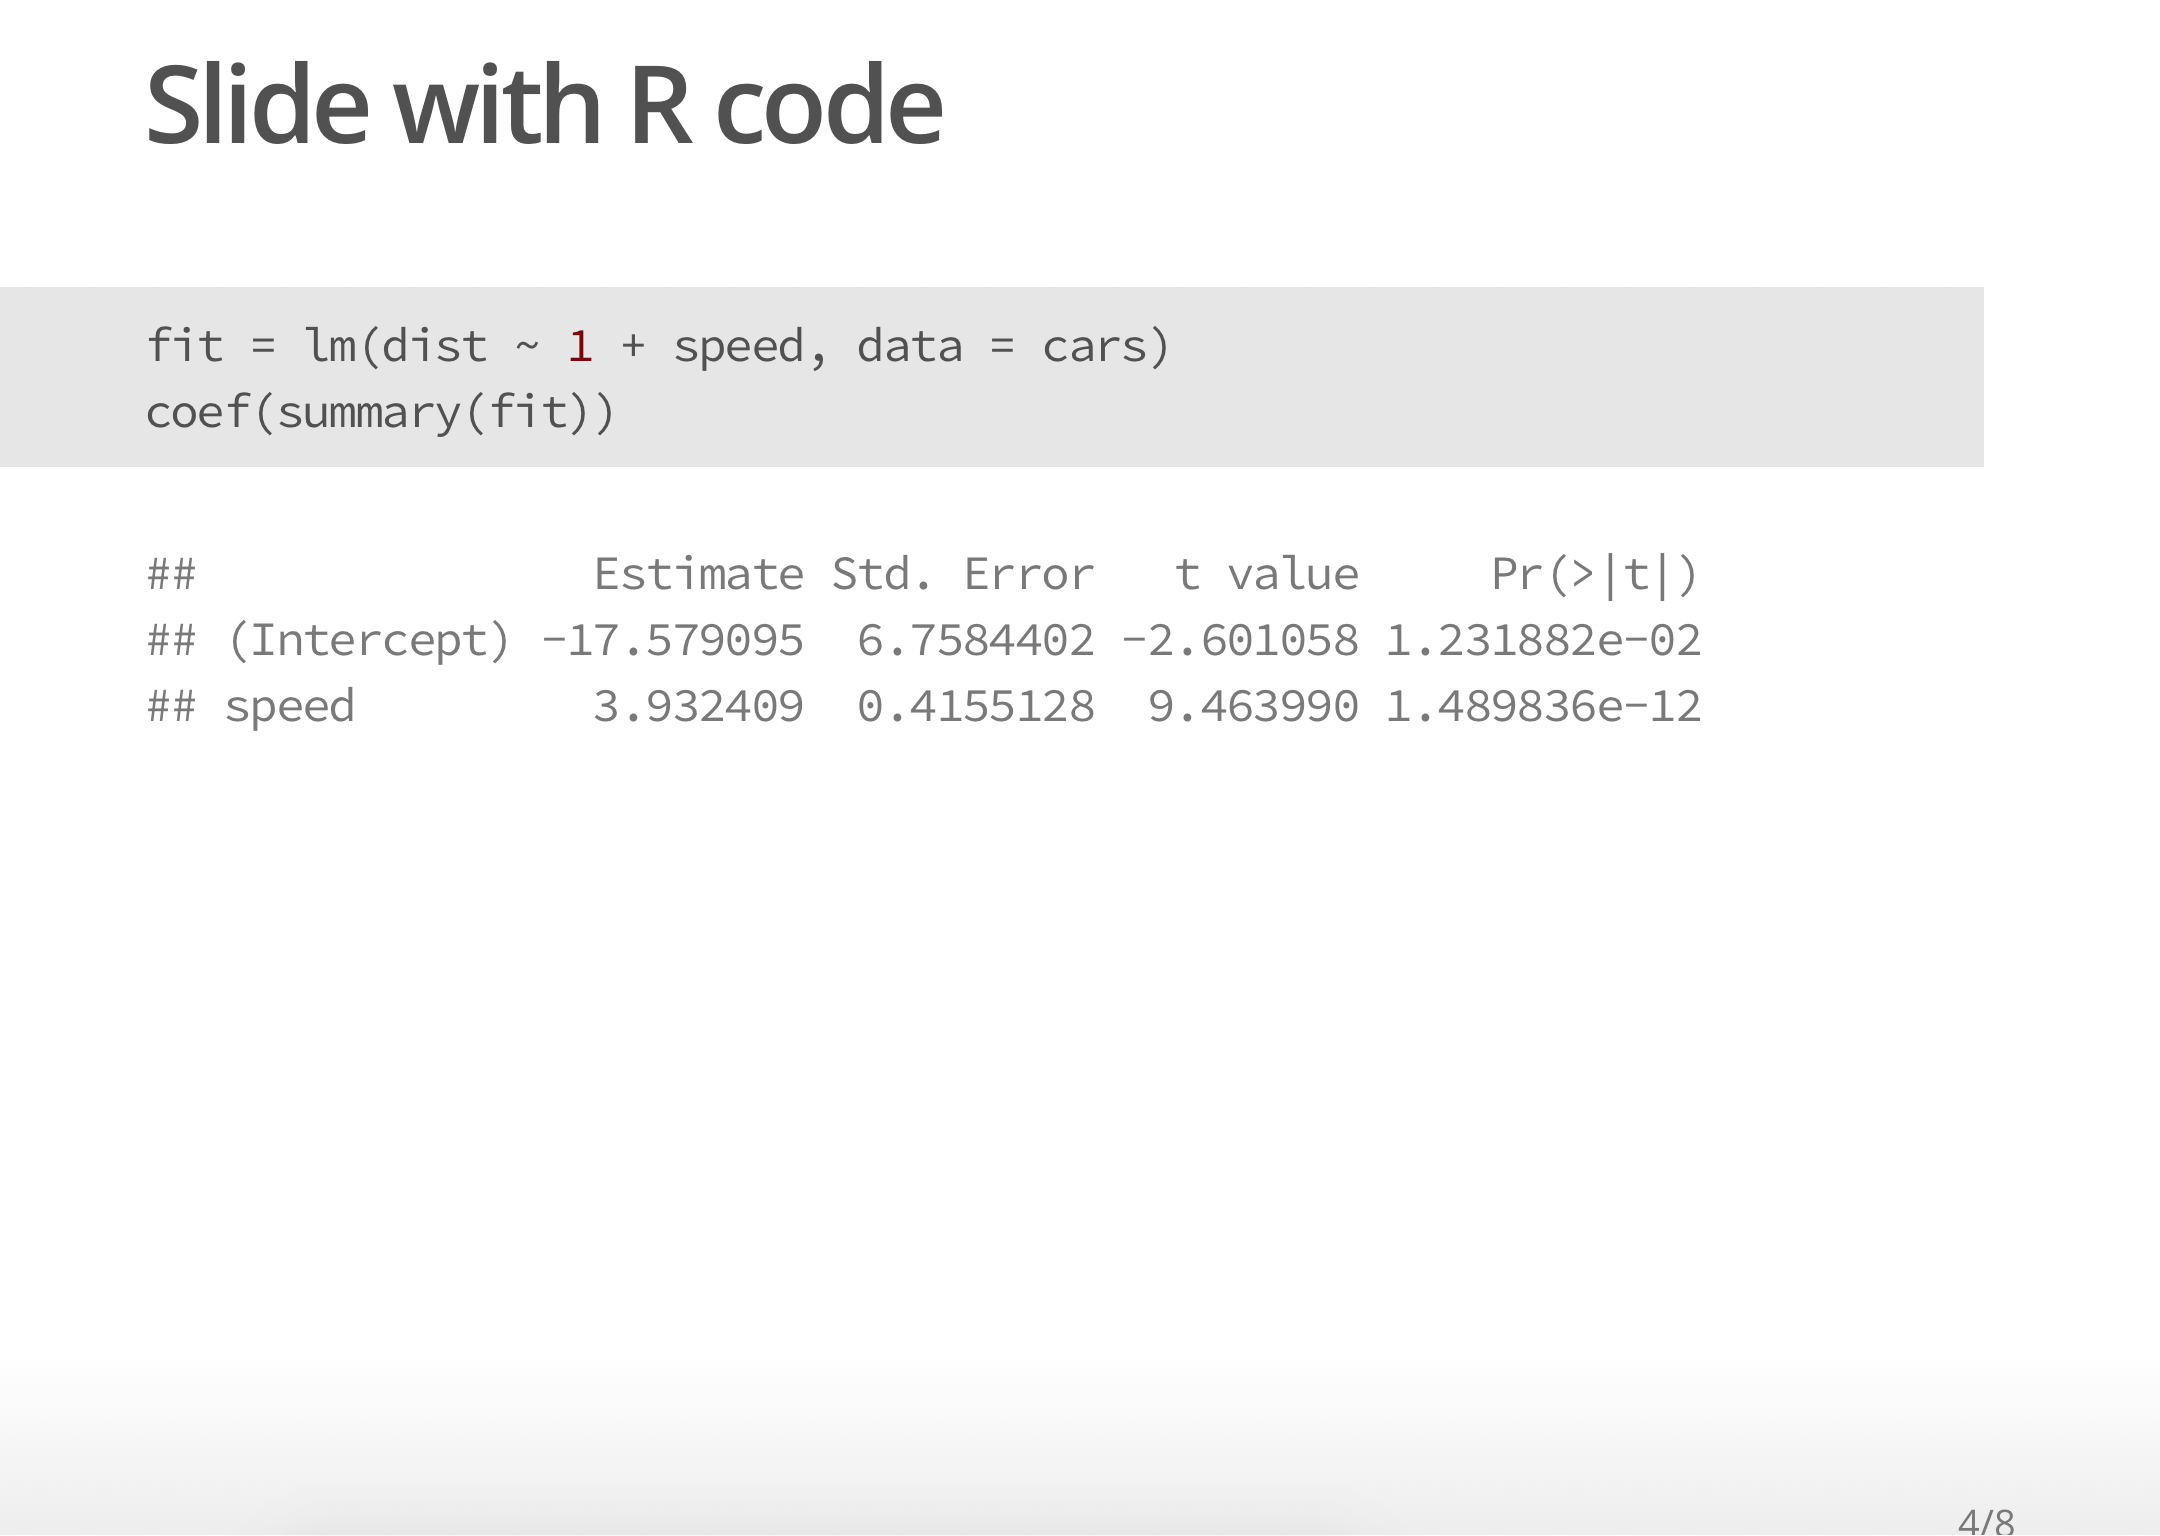 Slide with R code
fit = lm(dist ~ 1 + speed, data = cars)
coef(summary(fit))
##               Estimate Std. Error   t value     Pr(>|t|)
## (Intercept) −17.579095  6.7584402 −2.601058 1.231882e−02
## speed         3.932409  0.4155128  9.463990 1.489836e−12
4/8